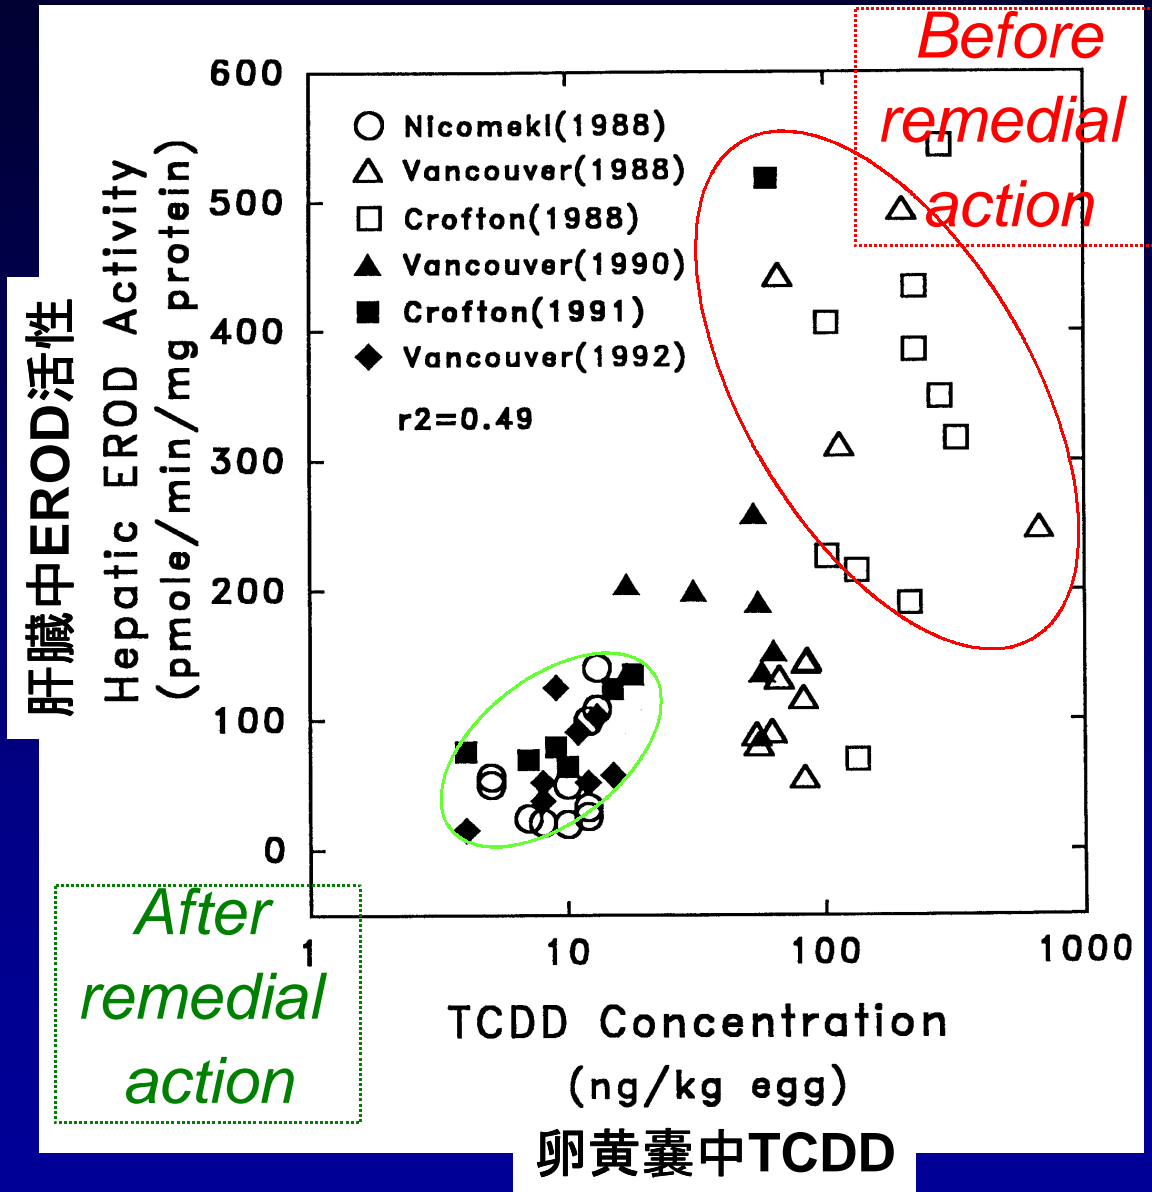 Before
remedial
action
600
500
400
300
200
100
0
Nicomekl(1988)
Vancouver(1988)
Crofton(1988)
Vancouver(1990)
Crofton(1991)
Vancouver(1992)
r2=0.49
肝臓中EROD活性
Hepatic EROD Activity
(pmole/min/mg protein)
After
remedial
action
1
10
100
1000
TCDD Concentration
(ng/kg egg)
卵黄嚢中TCDD